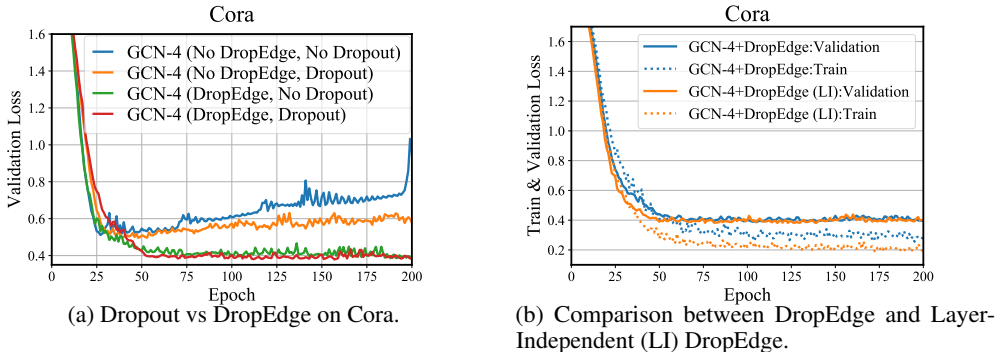 Cora
Validation Loss
1.6
1.4
1.2
1.0
0.8
0.6
0.4
GCN-4 (No DropEdge, No Dropout)
GCN-4 (No DropEdge, Dropout)
GCN-4 (DropEdge, No Dropout)
GCN-4 (DropEdge, Dropout)
0 25 50 75 100 125 150 175 200
Epoch
(a) Dropout vs DropEdge on Cora.
Cora
Train & Validation Loss
1.6
1.4
1.2
1.0
0.8
0.6
0.4
0.2
GCN-4+DropEdge:Validation
GCN-4+DropEdge:Train
GCN-4+DropEdge (LI):Validation
GCN-4+DropEdge (LI):Train
0 25 50 75 100 125 150 175 200
Epoch
(b) Comparison between DropEdge and Layer-
Independent (LI) DropEdge.